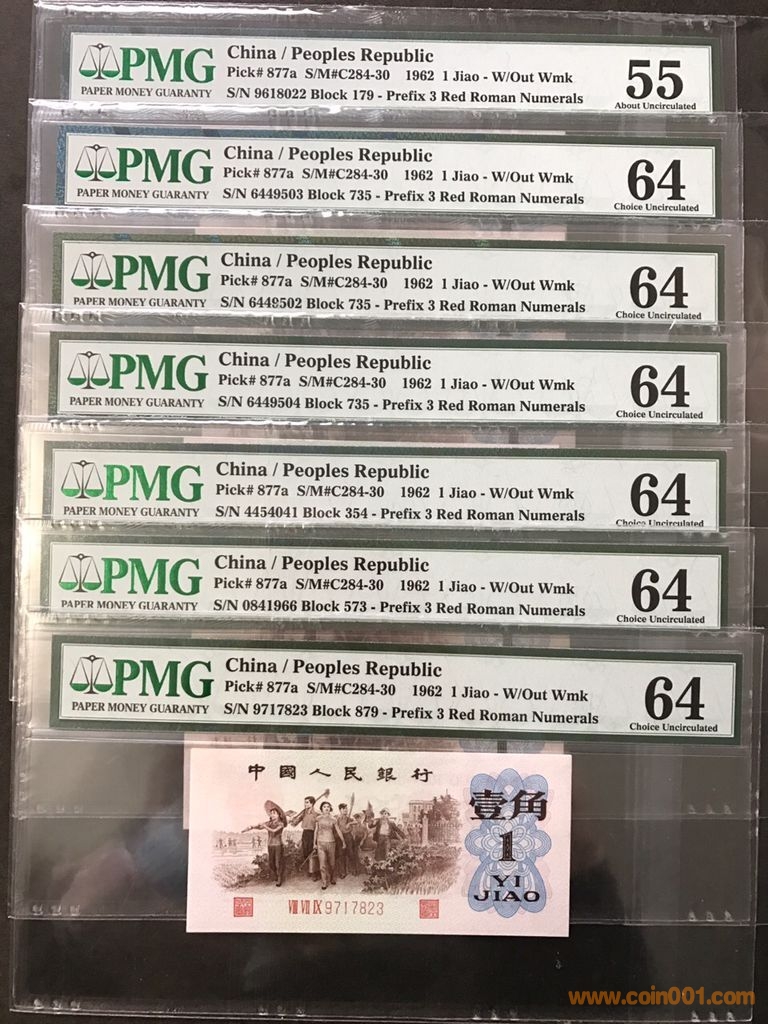 PMG
PAPER MONEY GUARANTY
China / Peoples Republic
Pick# 877a S/M#C284-30 1962 1 Jiao - W/Out Wmk
S/N 9618022 Block 179 - Prefix 3 Red Roman Numerals
55
About Uncirculated
PMG
PAPER MONEY GUARANTY
China / Peoples Republic
Pick# 877a S/M#C284-30 1962 1 Jiao - W/Out Wmk
S/N 6449503 Block 735 - Prefix 3 Red Roman Numerals
64
Choice Uncirculated
PMG
PAPER MONEY GUARANTY
China / Peoples Republic
Pick# 877a S/M#C284-30 1962 1 Jiao - W/Out Wmk
S/N 6449502 Block 735 - Prefix 3 Red Roman Numerals
64
Choice Uncirculated
PMG
PAPER MONEY GUARANTY
China / Peoples Republic
Pick# 877a S/M#C284-30 1962 1 Jiao - W/Out Wmk
S/N 6449504 Block 735 - Prefix 3 Red Roman Numerals
64
Choice Uncirculated
PMG
PAPER MONEY GUARANTY
China / Peoples Republic
Pick# 877a S/M#C284-30 1962 1 Jiao - W/Out Wmk
S/N 4454041 Block 354 - Prefix 3 Red Roman Numerals
64
Choice Uncirculated
PMG
PAPER MONEY GUARANTY
China / Peoples Republic
Pick# 877a S/M#C284-30 1962 1 Jiao - W/Out Wmk
S/N 0841966 Block 573 - Prefix 3 Red Roman Numerals
64
Choice Uncirculated
PMG
PAPER MONEY GUARANTY
China / Peoples Republic
Pick# 877a S/M#C284-30 1962 1 Jiao - W/Out Wmk
S/N 9717823 Block 879 - Prefix 3 Red Roman Numerals
64
Choice Uncirculated
中國人民銀行
壹角
1
YI
JIAO
VIII VII IX 9717823
www.coin001.com